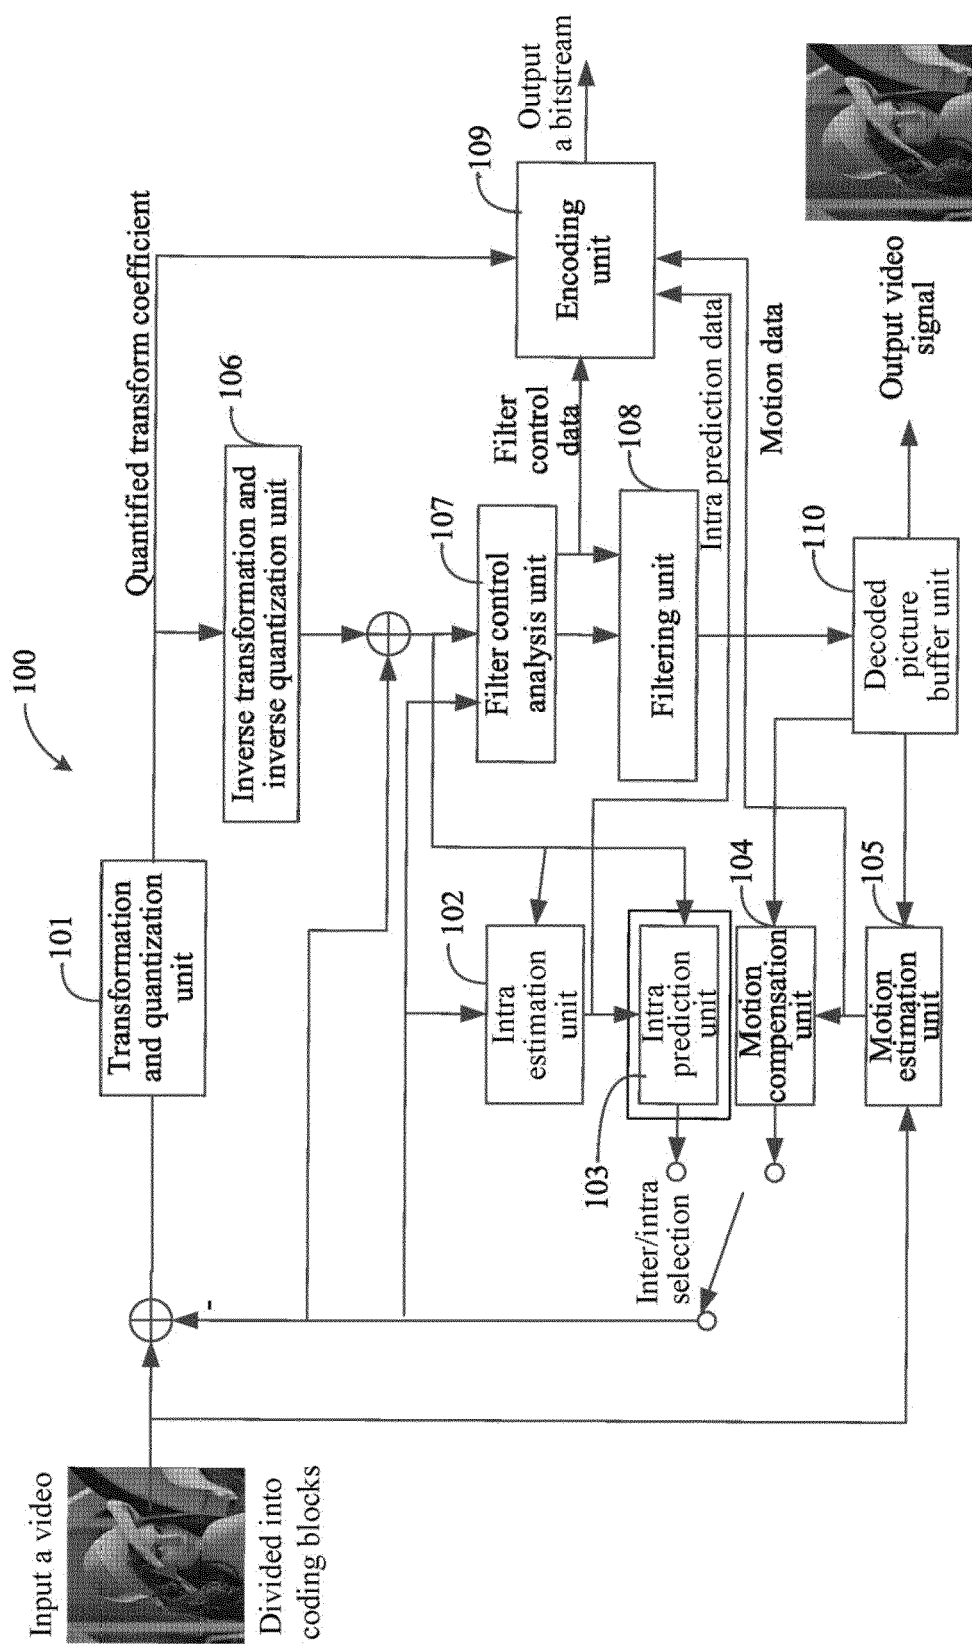 100
Input a video
Divided into
coding blocks
-
101
Transformation
and quantization
unit
Quantified transform coefficient
106
Inverse transformation and
inverse quantization unit
102
Intra
estimation
unit
107
Filter control
analysis unit
Filter
control
data
109
Encoding
unit
Output
a bitstream
108
Filtering unit
Intra prediction data
Motion data
Inter/intra
selection
103
Intra
prediction
unit
104
Motion
compensation
unit
105
Motion
estimation
unit
110
Decoded
picture
buffer unit
Output video
signal